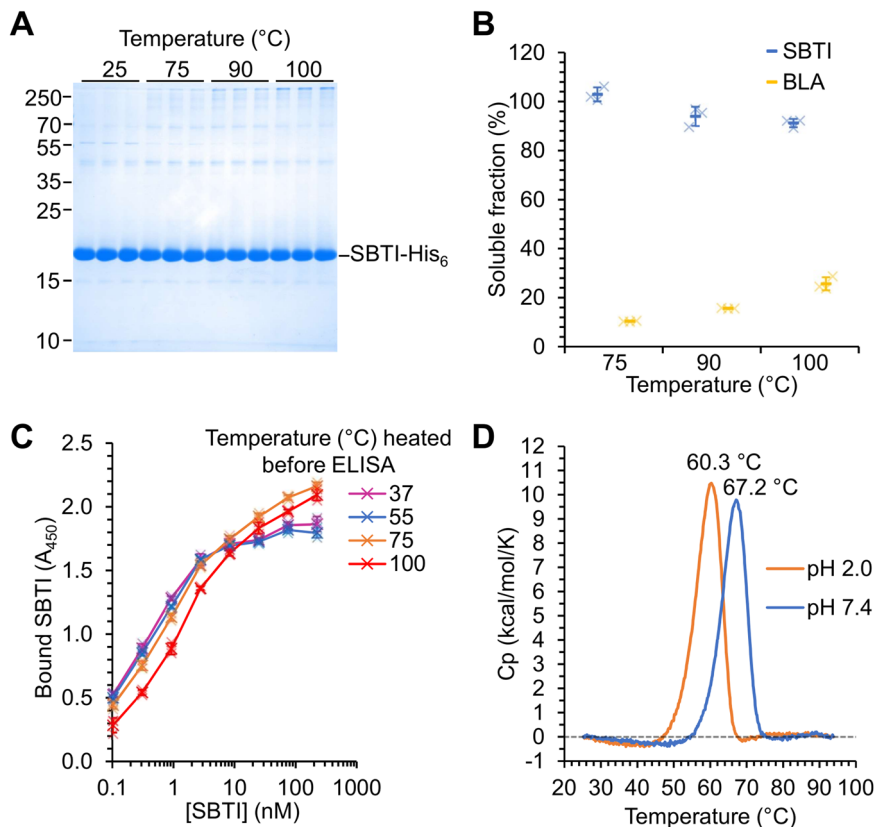 A
Temperature (°C)
25 75 90 100
250
70
55
35
25
15
10
SBTI-His6
B
Soluble fraction (%)
120
100
80
60
40
20
0
SBTI
BLA
75 90 100
Temperature (°C)
C
Temperature (°C) heated
before ELISA
37
55
75
100
Bound SBTI (A450)
2.5
2.0
1.5
1.0
0.5
0.0
0.1 1 10 100 1000
[SBTI] (nM)
D
Cp (kcal/mol/K)
12
11
10
9
8
7
6
5
4
3
2
1
0
-1
60.3 °C
67.2 °C
pH 2.0
pH 7.4
20 30 40 50 60 70 80 90 100
Temperature (°C)